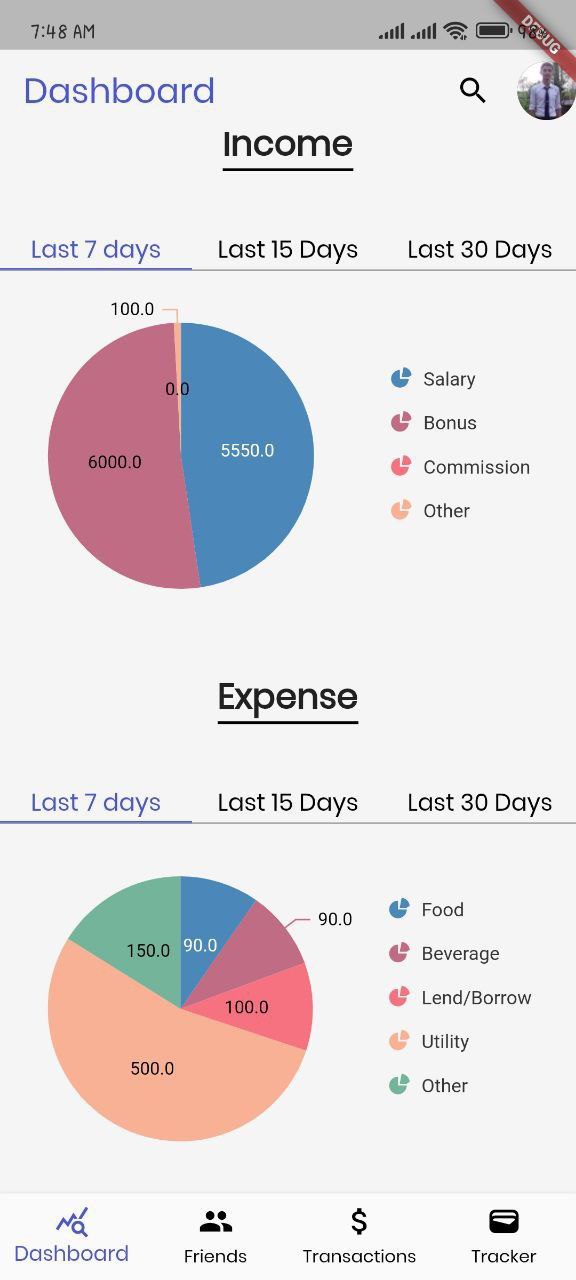 7:48 AM
98%
DEBUG
Dashboard
Income
Last 7 days Last 15 Days Last 30 Days
100.0
0.0
6000.0
5550.0
Salary
Bonus
Commission
Other
Expense
Last 7 days Last 15 Days Last 30 Days
90.0
90.0
150.0
100.0
500.0
Food
Beverage
Lend/Borrow
Utility
Other
Dashboard Friends Transactions Tracker